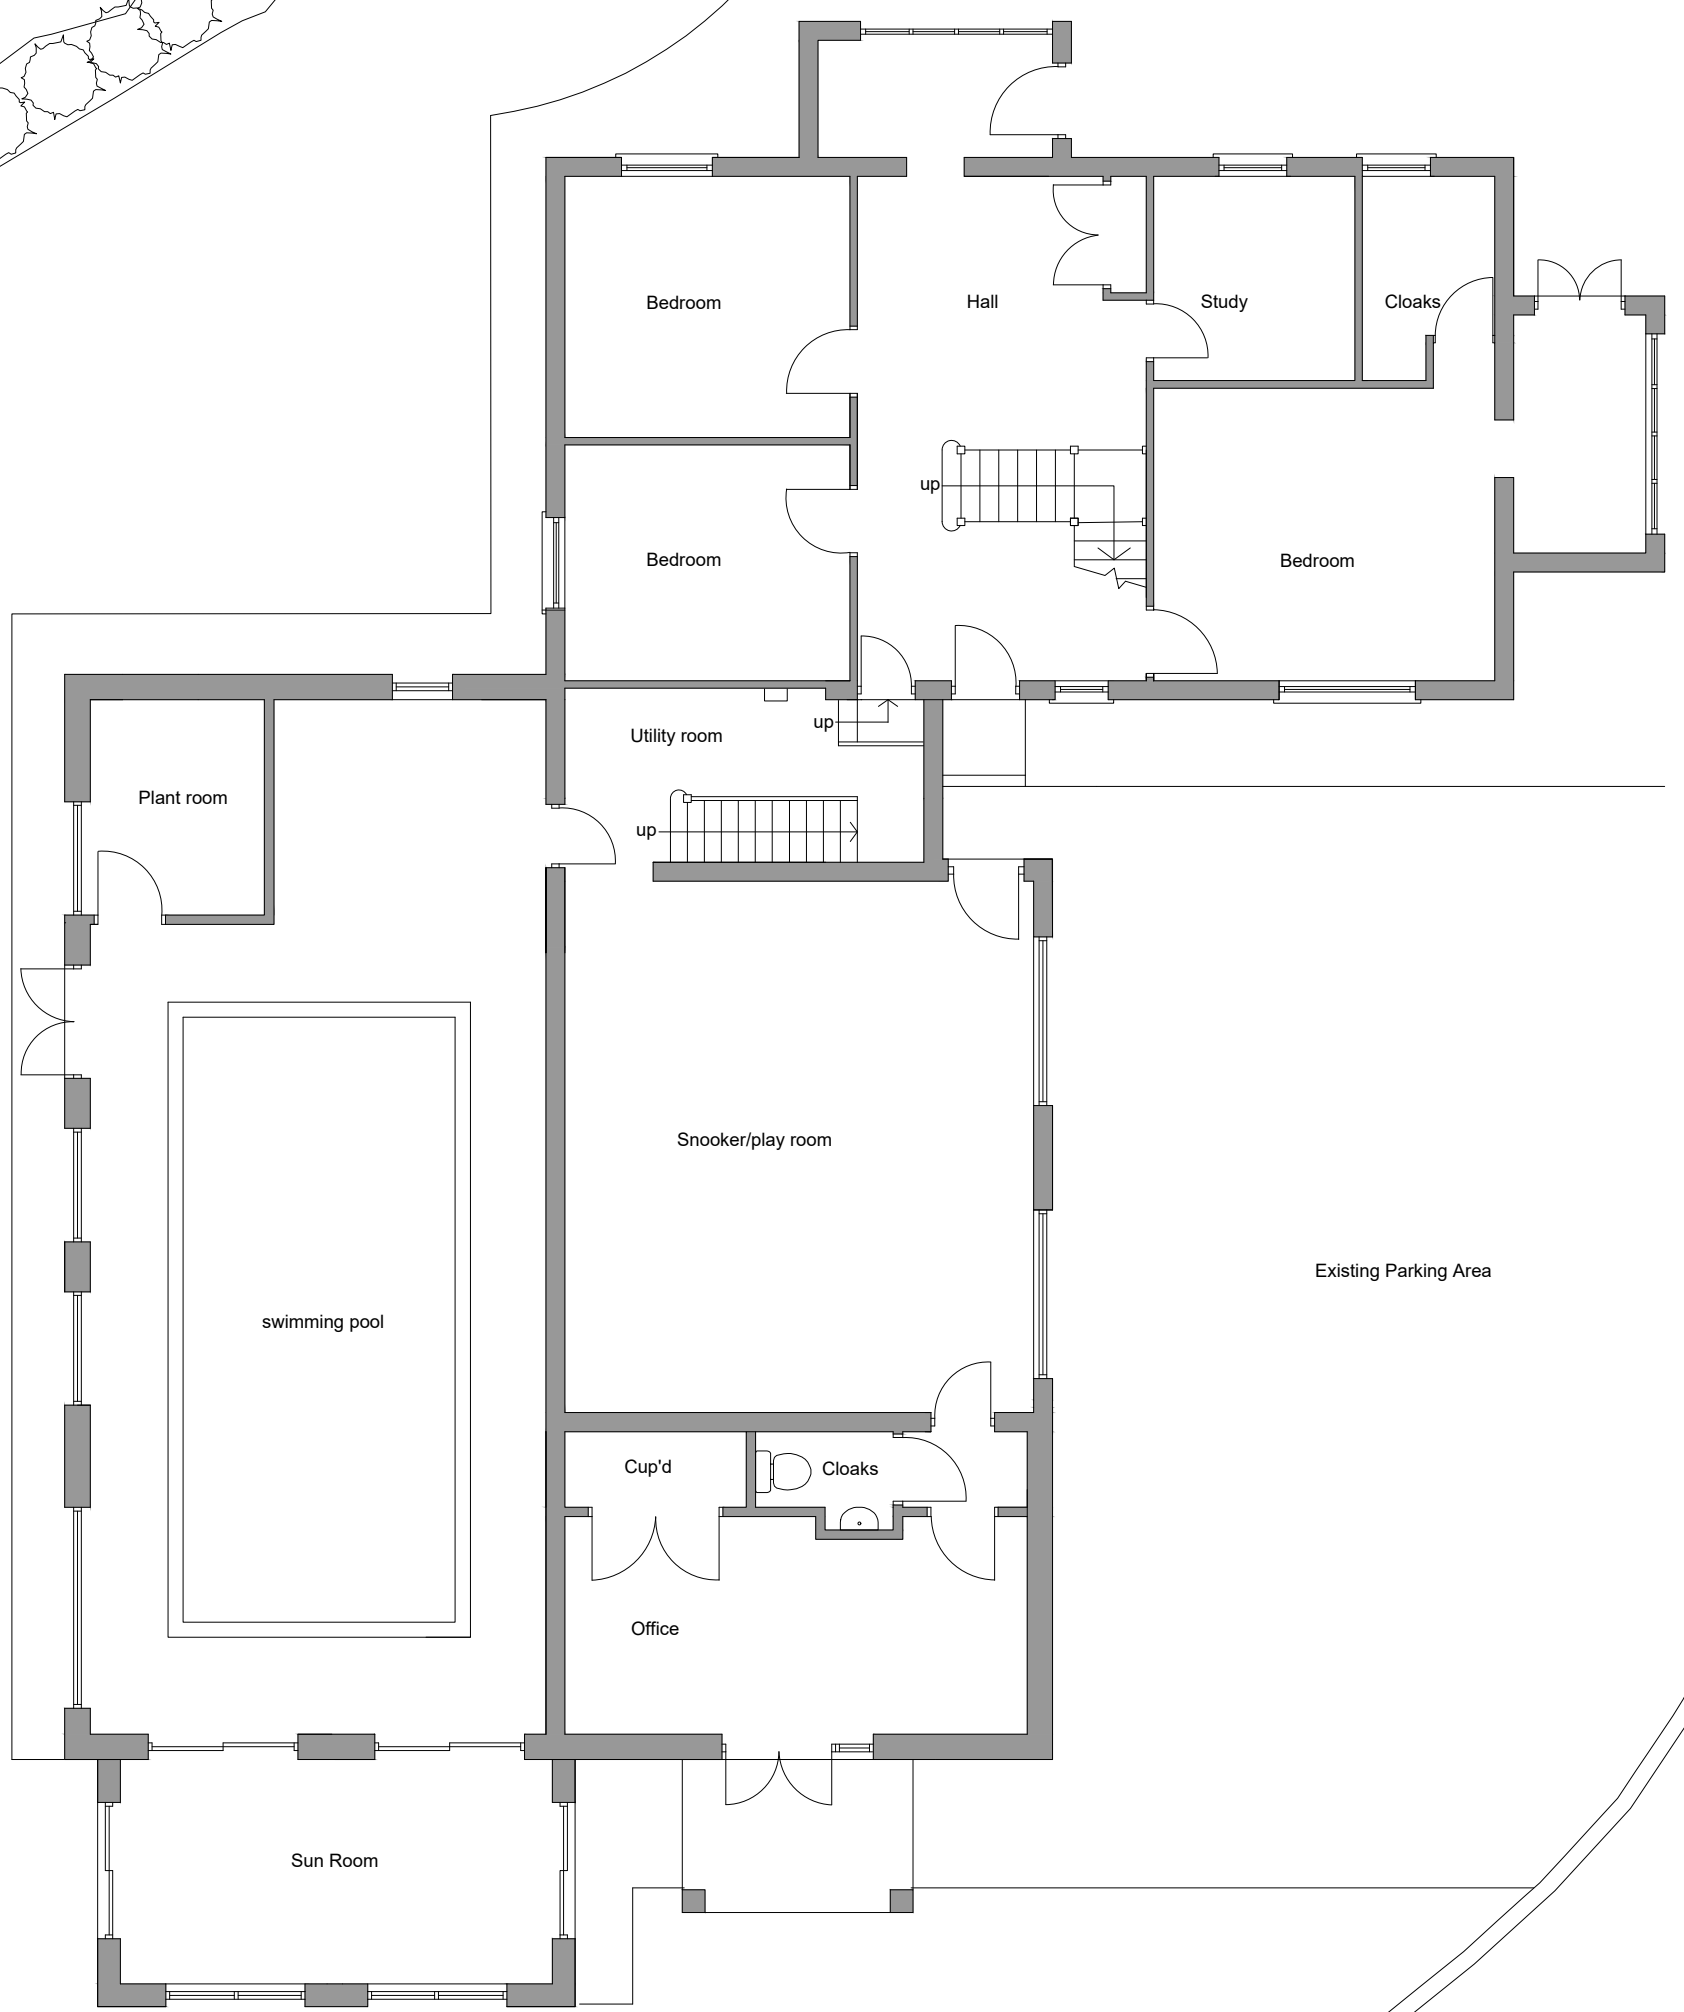 Bedroom
Hall
Study
Cloaks
up
Bedroom
Bedroom
up
Utility room
Plant room
up
Snooker/play room
Existing Parking Area
swimming pool
Cup'd
Cloaks
Office
Sun Room